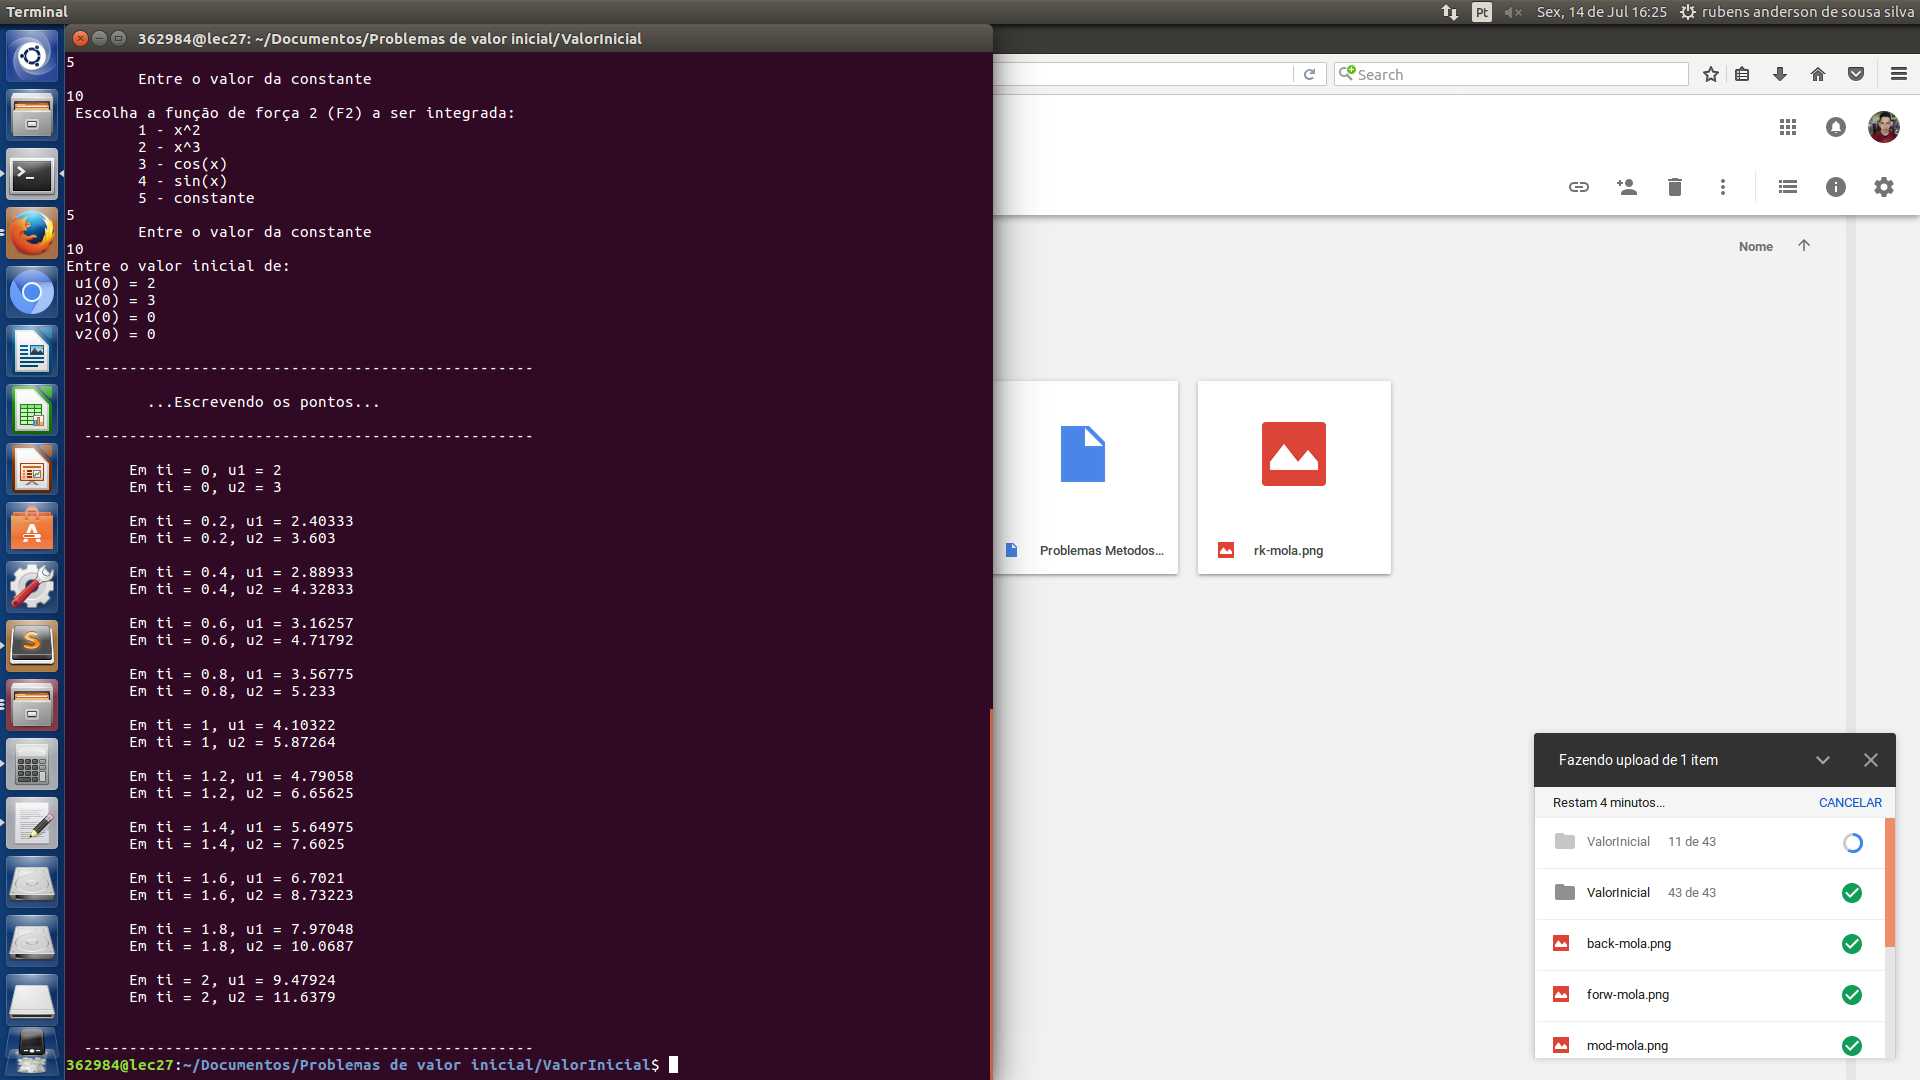 Terminal
Pt
Sex, 14 de Jul 16:25
rubens anderson de sousa silva
362984@lec27: ~/Documentos/Problemas de valor inicial/ValorInicial
5
Entre o valor da constante
10
Escolha a função de força 2 (F2) a ser integrada:
1 - x^2
2 - x^3
3 - cos(x)
4 - sin(x)
5 - constante
5
Entre o valor da constante
10
Entre o valor inicial de:
u1(0) = 2
u2(0) = 3
v1(0) = 0
v2(0) = 0
--------------------------------------------------
...Escrevendo os pontos...
--------------------------------------------------
Em ti = 0, u1 = 2
Em ti = 0, u2 = 3
Em ti = 0.2, u1 = 2.40333
Em ti = 0.2, u2 = 3.603
Em ti = 0.4, u1 = 2.88933
Em ti = 0.4, u2 = 4.32833
Em ti = 0.6, u1 = 3.16257
Em ti = 0.6, u2 = 4.71792
Em ti = 0.8, u1 = 3.56775
Em ti = 0.8, u2 = 5.233
Em ti = 1, u1 = 4.10322
Em ti = 1, u2 = 5.87264
Em ti = 1.2, u1 = 4.79058
Em ti = 1.2, u2 = 6.65625
Em ti = 1.4, u1 = 5.64975
Em ti = 1.4, u2 = 7.6025
Em ti = 1.6, u1 = 6.7021
Em ti = 1.6, u2 = 8.73223
Em ti = 1.8, u1 = 7.97048
Em ti = 1.8, u2 = 10.0687
Em ti = 2, u1 = 9.47924
Em ti = 2, u2 = 11.6379
--------------------------------------------------
362984@lec27:~/Documentos/Problemas de valor inicial/ValorInicial$
Search
Nome
Problemas Metodos...
rk-mola.png
Fazendo upload de 1 item
Restam 4 minutos...
CANCELAR
ValorInicial 11 de 43
ValorInicial 43 de 43
back-mola.png
forw-mola.png
mod-mola.png